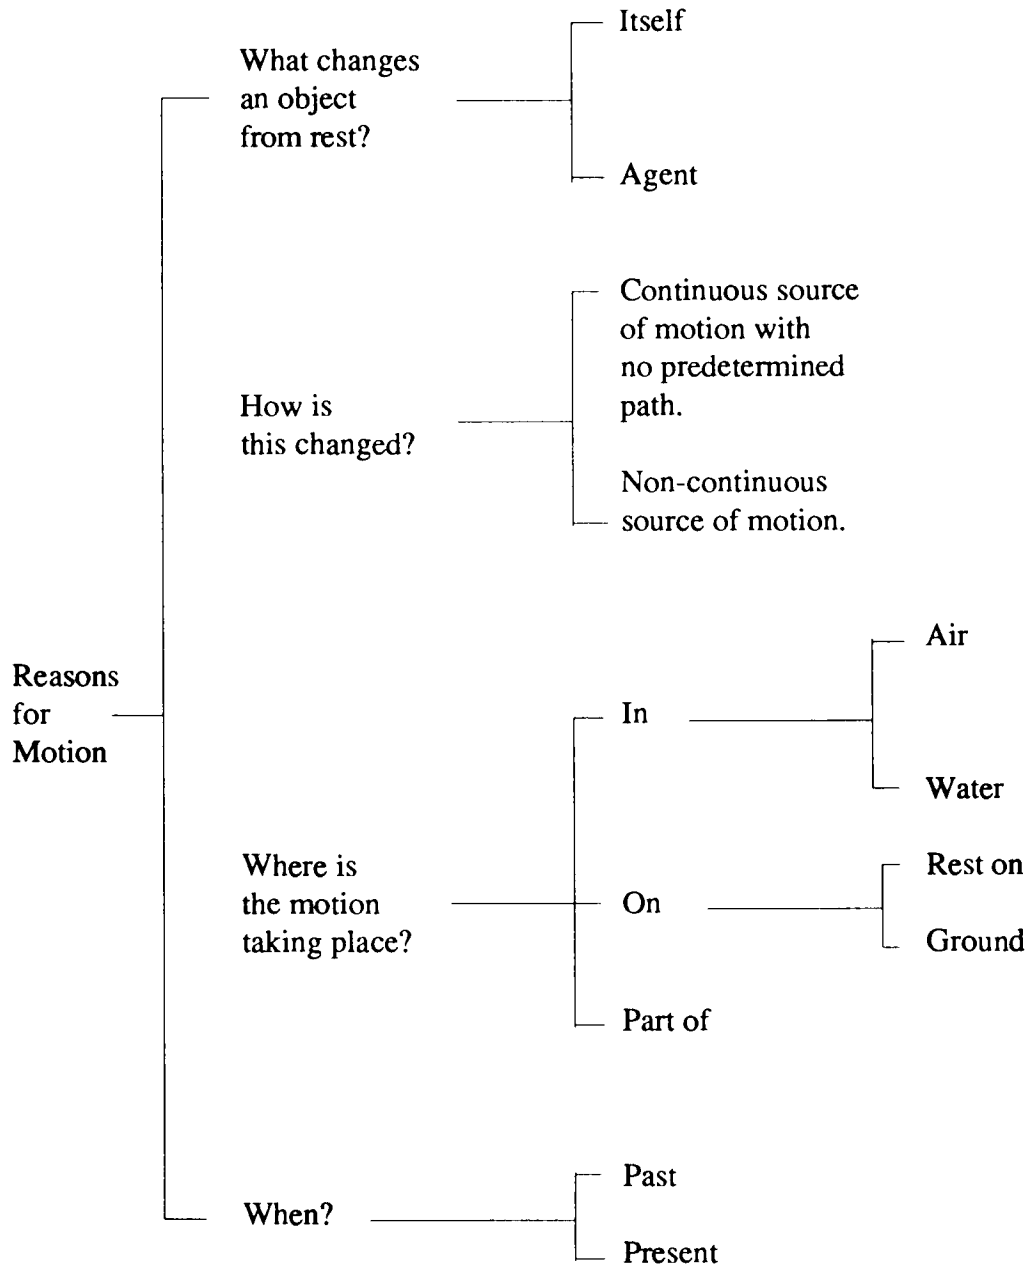 Itself
What changes
an object
from rest?
Agent
Continuous source
of motion with
no predetermined
path.
How is
this changed?
Non-continuous
source of motion.
Reasons
for
Motion
Air
In
Water
Where is
the motion
taking place?
Rest on
On
Ground
Part of
When?
Past
Present